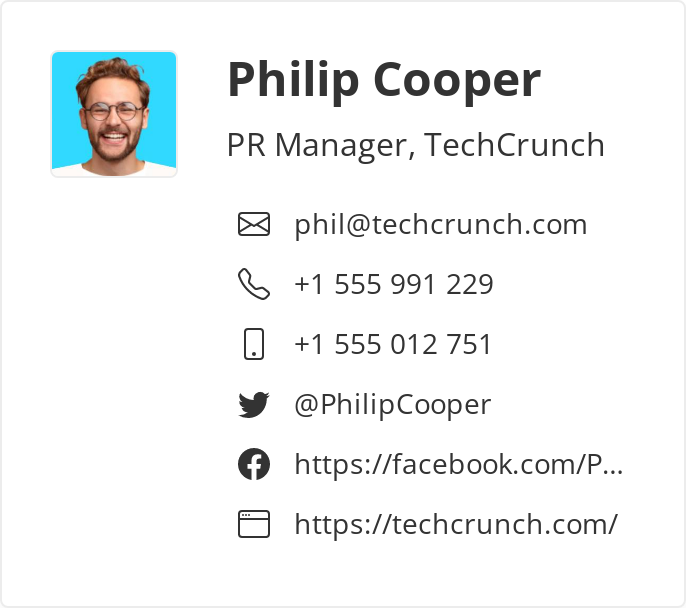 Philip Cooper
PR Manager, TechCrunch
phil@techcrunch.com
+1 555 991 229
+1 555 012 751
@PhilipCooper
https://facebook.com/P...
https://techcrunch.com/